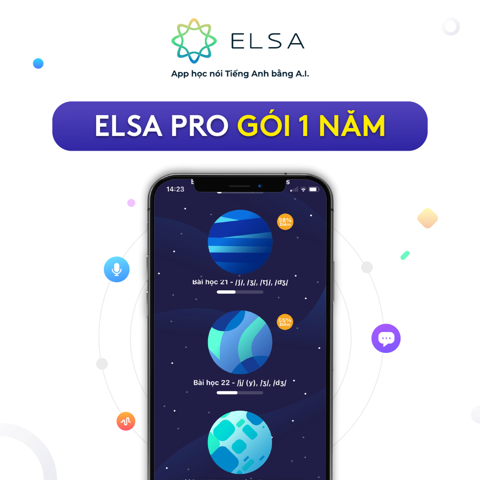 ELSA
App học nói Tiếng Anh bằng A.I.
ELSA PRO GÓI 1 NĂM
14:23
Bài học 21 - /ʃ/, /ʒ/, /tʃ/, /dʒ/
Bài học 22 - /j/ (y), /ʒ/, /dʒ/